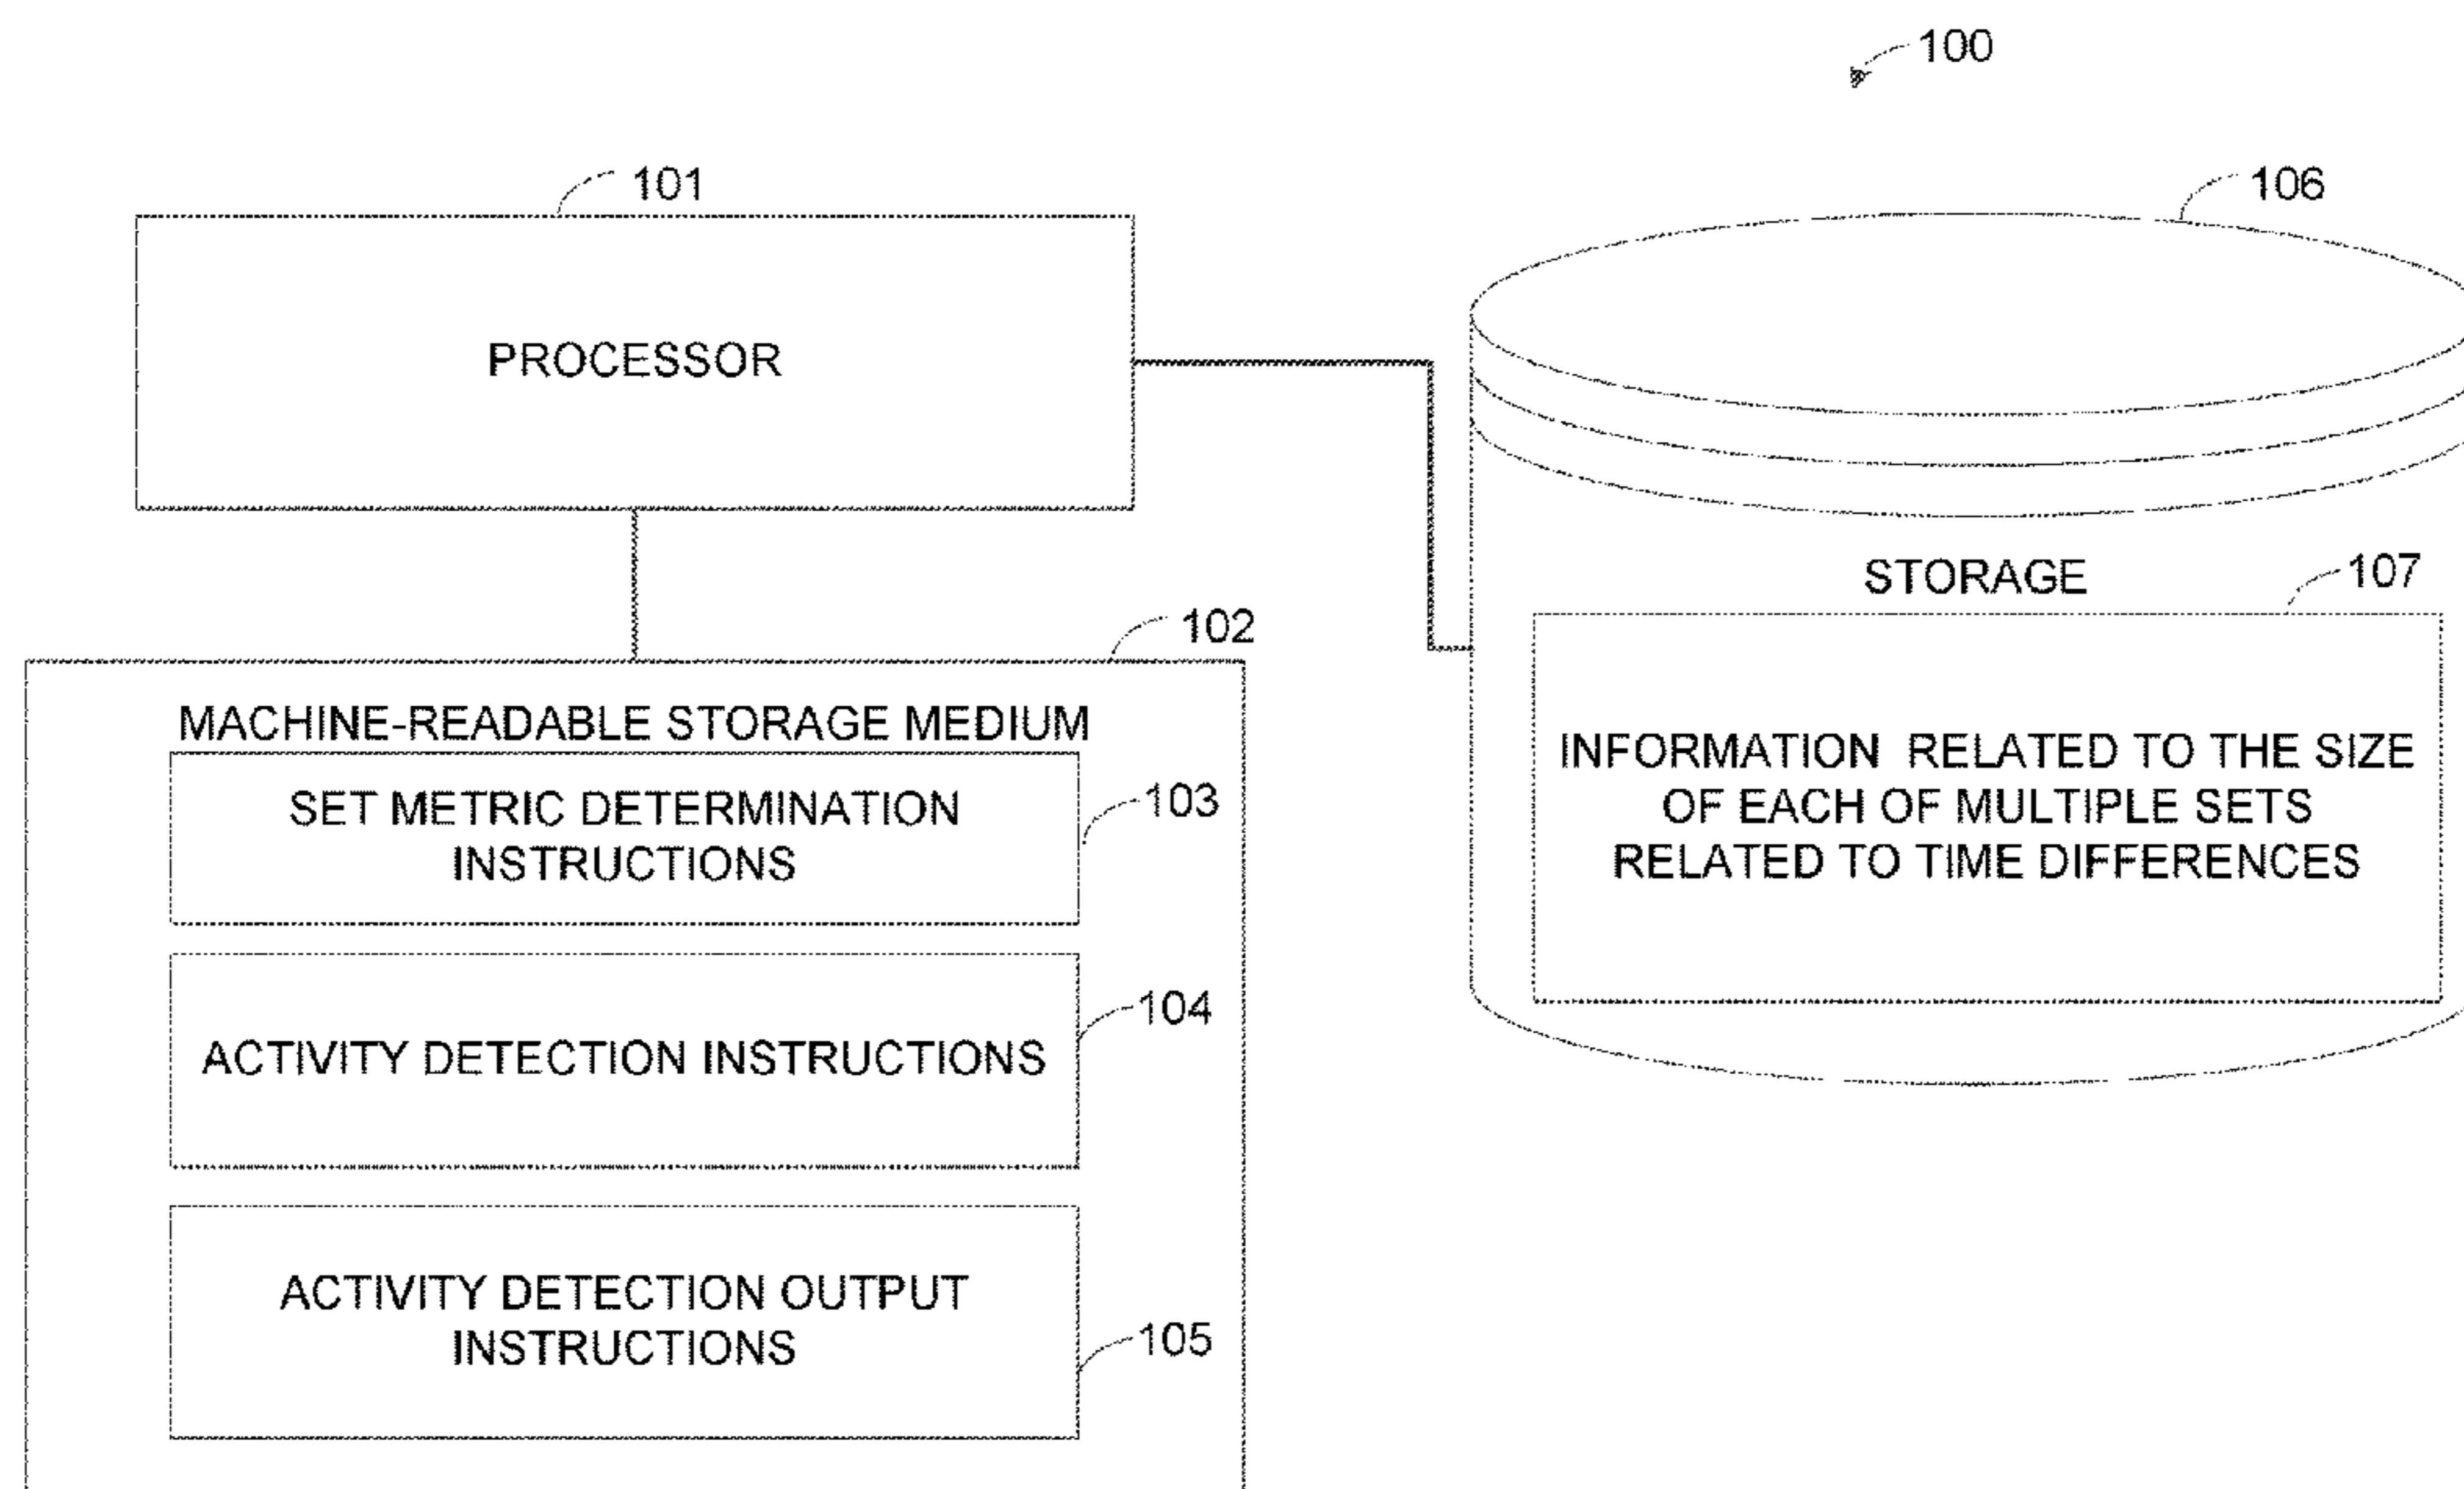 100
101
106
PROCESSOR
STORAGE
107
102
MACHINE-READABLE STORAGE MEDIUM
SET METRIC DETERMINATION
INSTRUCTIONS
103
INFORMATION RELATED TO THE SIZE
OF EACH OF MULTIPLE SETS
RELATED TO TIME DIFFERENCES
104
ACTIVITY DETECTION INSTRUCTIONS
ACTIVITY DETECTION OUTPUT
INSTRUCTIONS
105